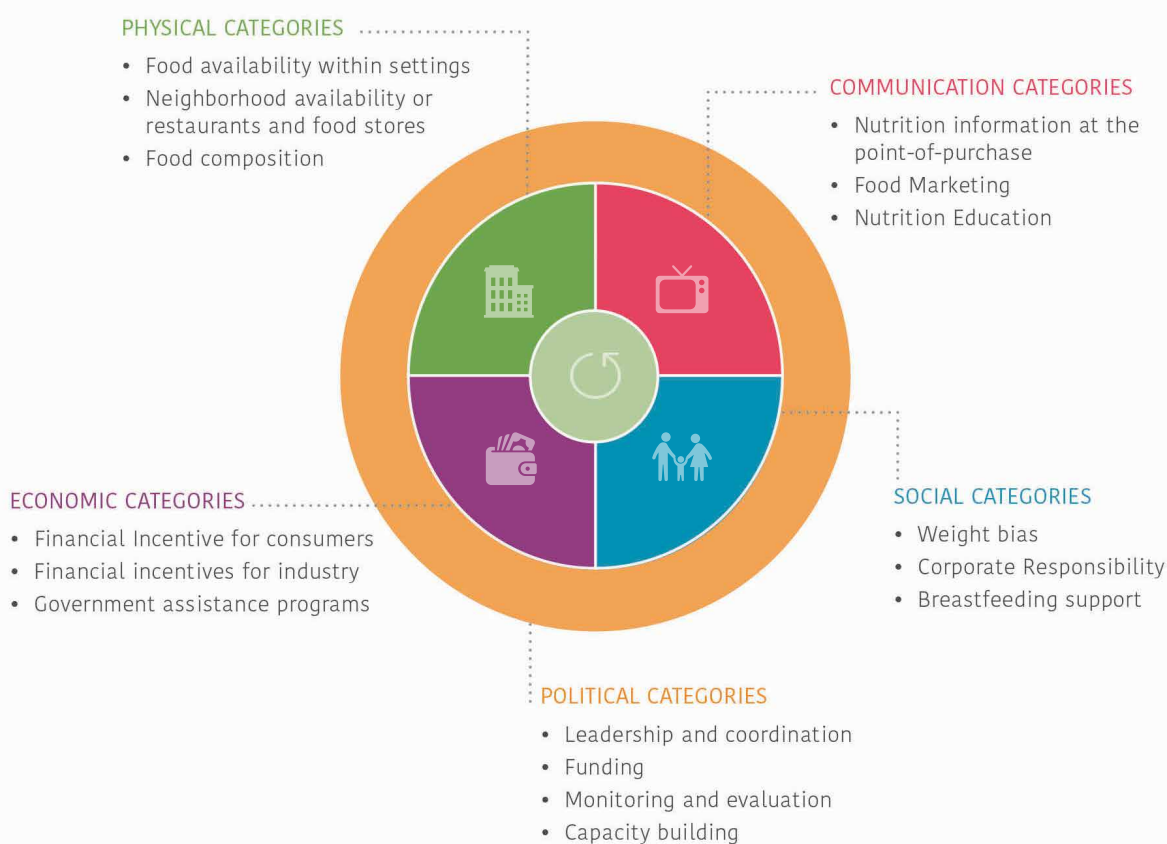 PHYSICAL CATEGORIES
• Food availability within settings
• Neighborhood availability or
restaurants and food stores
• Food composition
COMMUNICATION CATEGORIES
• Nutrition information at the
point-of-purchase
• Food Marketing
• Nutrition Education
ECONOMIC CATEGORIES
• Financial Incentive for consumers
• Financial incentives for industry
• Government assistance programs
SOCIAL CATEGORIES
• Weight bias
• Corporate Responsibility
• Breastfeeding support
POLITICAL CATEGORIES
• Leadership and coordination
• Funding
• Monitoring and evaluation
• Capacity building